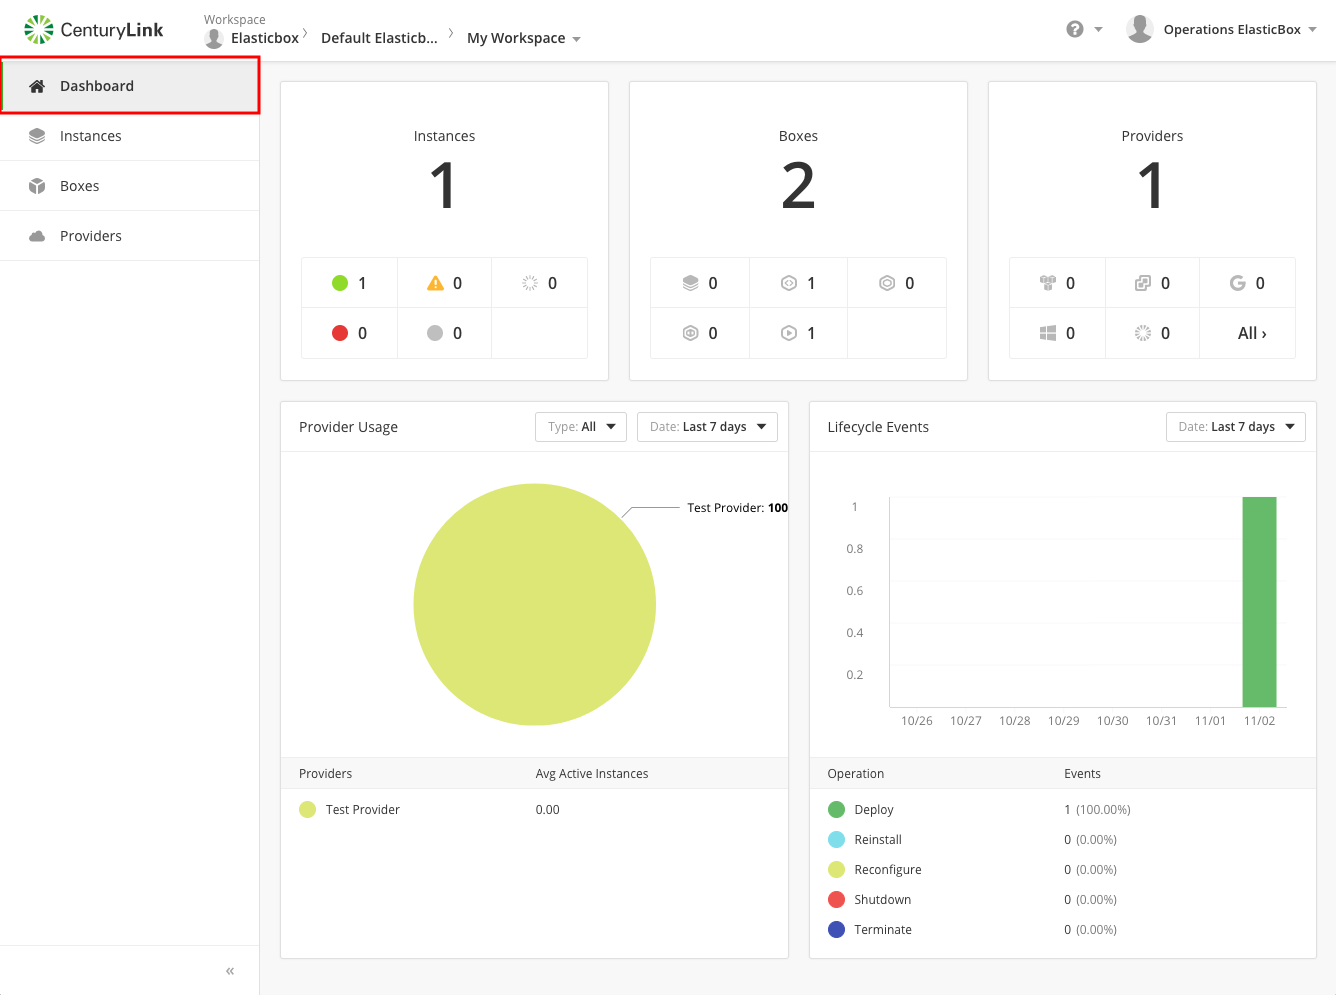 CenturyLink
Workspace
Elasticbox
Default Elasticb...
My Workspace
?
Operations ElasticBox
Dashboard
Instances
Boxes
Providers
«
Instances
1
1
0
0
0
0
Boxes
2
0
1
0
0
1
Providers
1
0
0
G 0
0
0
All ›
Provider Usage
Type: All
Date: Last 7 days
Test Provider: 100
Providers
Avg Active Instances
Test Provider
0.00
Lifecycle Events
Date: Last 7 days
1
0.8
0.6
0.4
0.2
10/26 10/27 10/28 10/29 10/30 10/31 11/01 11/02
Operation
Events
Deploy 1 (100.00%)
Reinstall 0 (0.00%)
Reconfigure 0 (0.00%)
Shutdown 0 (0.00%)
Terminate 0 (0.00%)